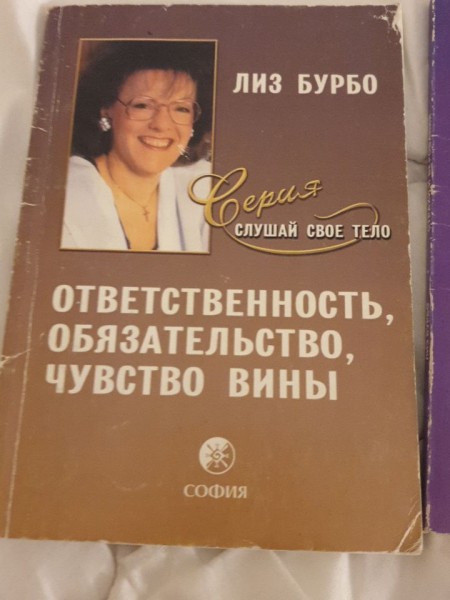 ЛИЗ БУРБО
Серия
СЛУШАЙ СВОЕ ТЕЛО
ОТВЕТСТВЕННОСТЬ,
ОБЯЗАТЕЛЬСТВО,
ЧУВСТВО ВИНЫ
СОФИЯ